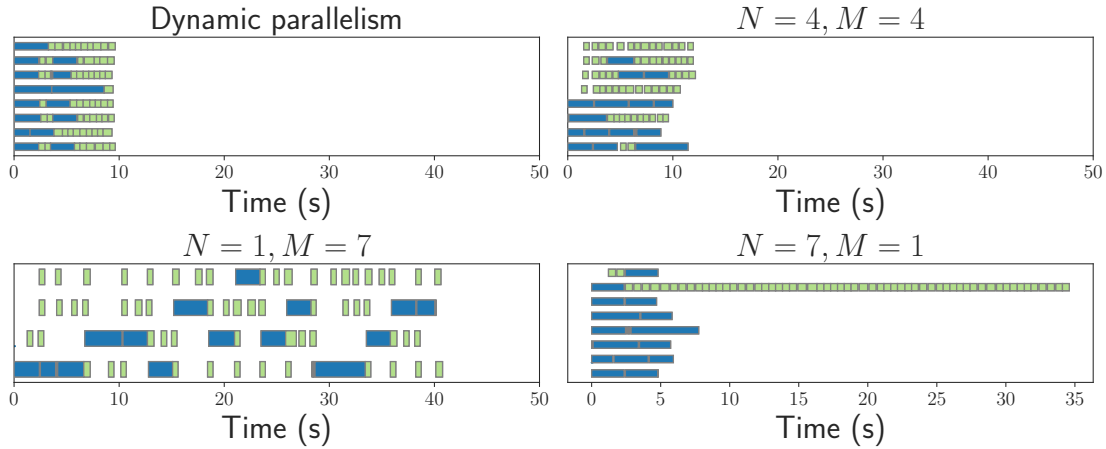 Dynamic parallelism
N = 4, M = 4
0 10 20 30 40 50
0 10 20 30 40 50
Time (s)
Time (s)
N = 1, M = 7
N = 7, M = 1
0 10 20 30 40 50
0 5 10 15 20 25 30 35
Time (s)
Time (s)